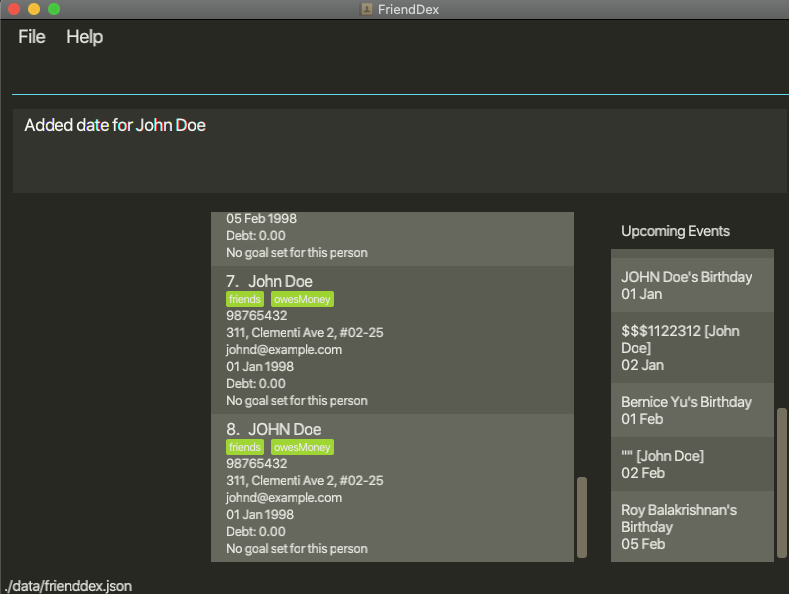 FriendDex
File Help
Added date for John Doe
05 Feb 1998
Debt: 0.00
No goal set for this person
7. John Doe
friends owesMoney
98765432
311, Clementi Ave 2, #02-25
johnd@example.com
01 Jan 1998
Debt: 0.00
No goal set for this person
8. JOHN Doe
friends owesMoney
98765432
311, Clementi Ave 2, #02-25
johnd@example.com
01 Jan 1998
Debt: 0.00
No goal set for this person
Upcoming Events
JOHN Doe's Birthday
01 Jan
$$$1122312 [John
Doe]
02 Jan
Bernice Yu's Birthday
01 Feb
"" [John Doe]
02 Feb
Roy Balakrishnan's
Birthday
05 Feb
./data/frienddex.json